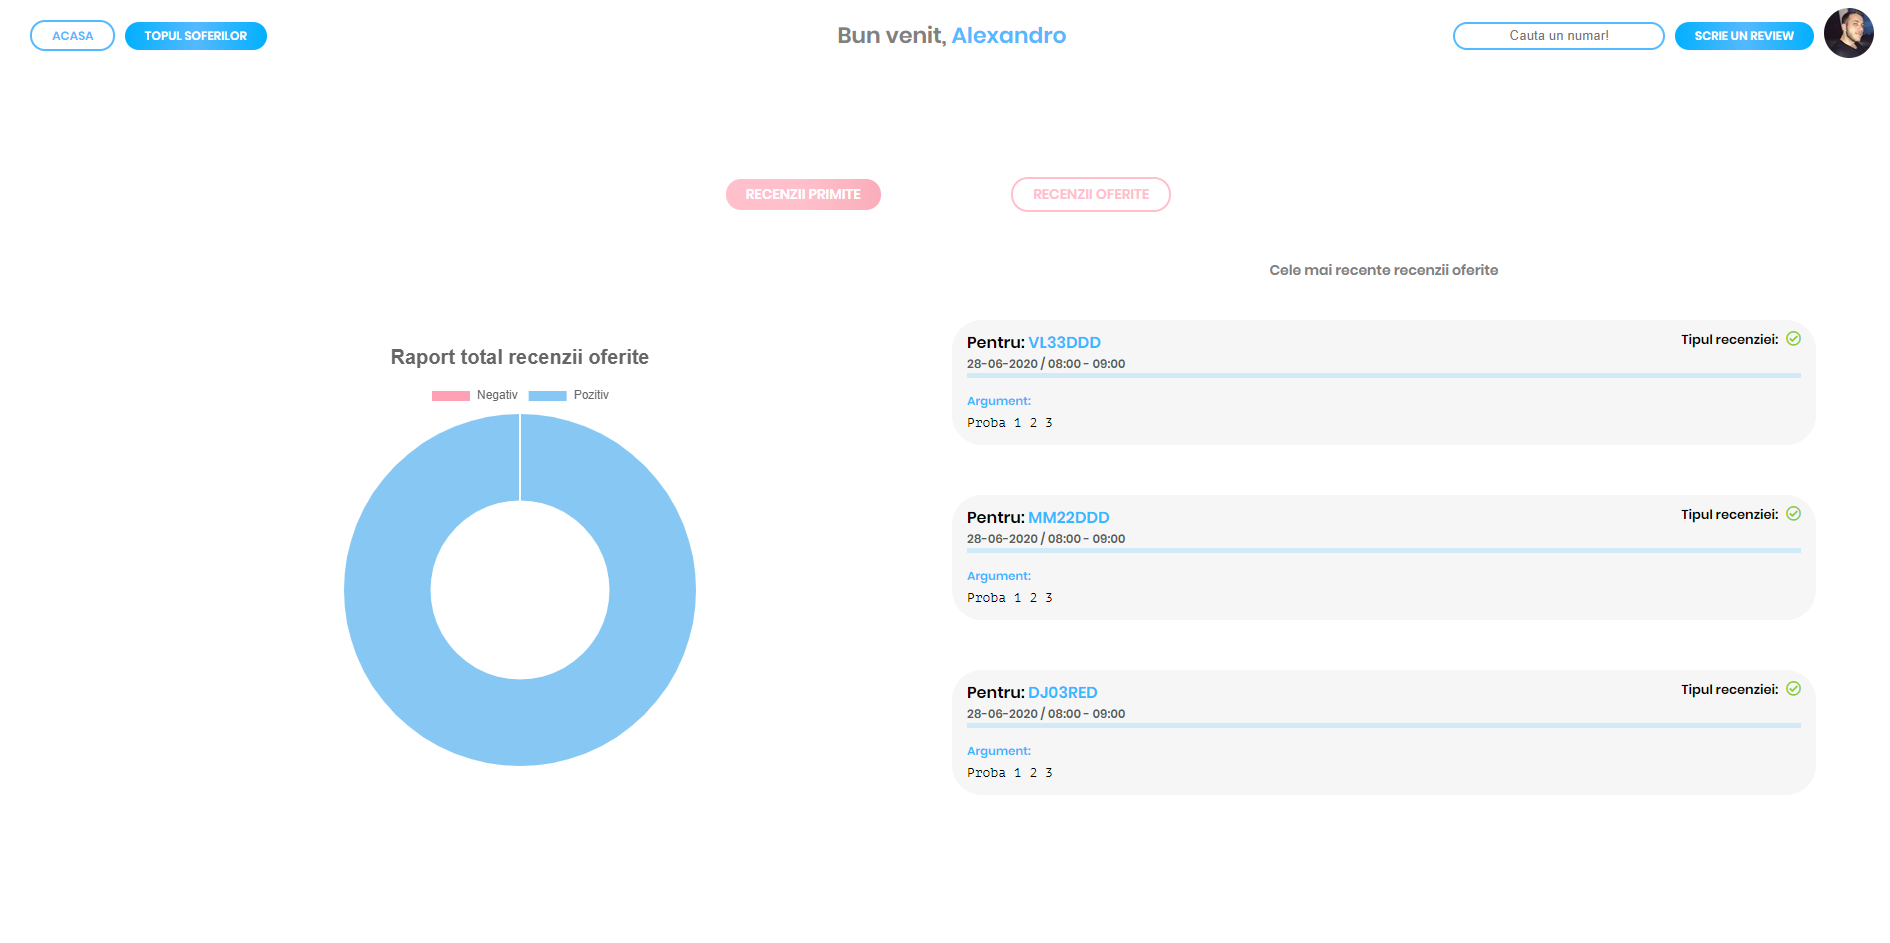 ACASA
TOPUL SOFERILOR
Bun venit, Alexandro
Cauta un numar!
SCRIE UN REVIEW
RECENZII PRIMITE
RECENZII OFERITE
Raport total recenzii oferite
Negativ
Pozitiv
Cele mai recente recenzii oferite
Pentru: VL33DDD
Tipul recenziei:
28-06-2020 / 08:00 - 09:00
Argument:
Proba 1 2 3
Pentru: MM22DDD
Tipul recenziei:
28-06-2020 / 08:00 - 09:00
Argument:
Proba 1 2 3
Pentru: DJ03RED
Tipul recenziei:
28-06-2020 / 08:00 - 09:00
Argument:
Proba 1 2 3